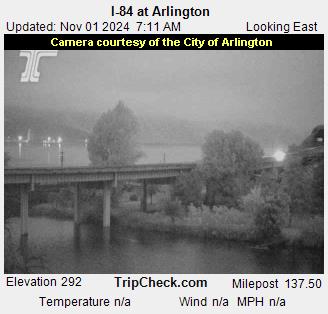 I-84 at Arlington
Updated: Nov 01 2024 7:11 AM Looking East
Camera courtesy of the City of Arlington
Elevation 292 TripCheck.com Milepost 137.50
Temperature n/a Wind n/a MPH n/a